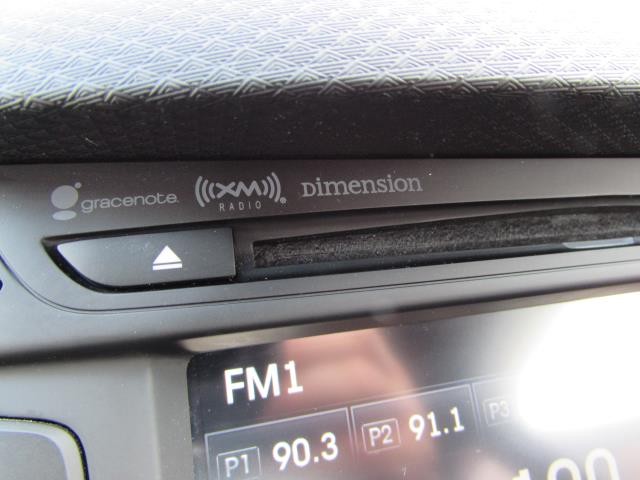 gracenote. XM RADIO Dimension
FM1
P1 90.3 P2 91.1 P3